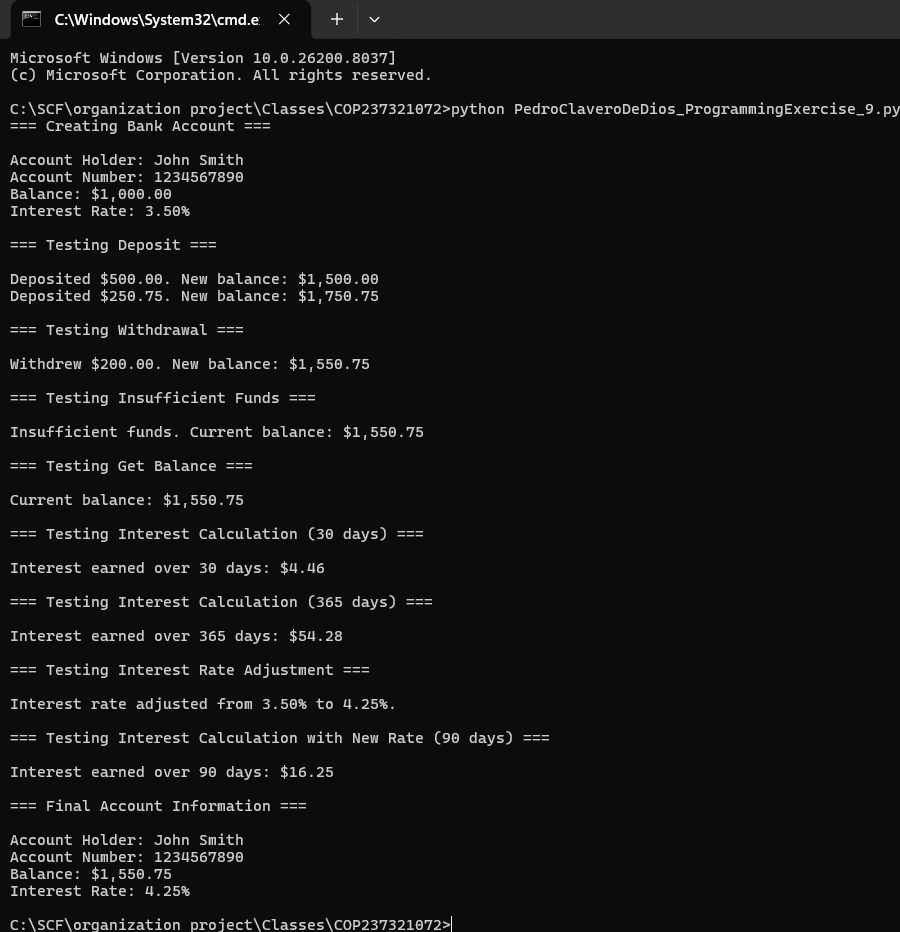 C:\Windows\System32\cmd.e
Microsoft Windows [Version 10.0.26200.8037]
(c) Microsoft Corporation. All rights reserved.
C:\SCF\organization project\Classes\COP237321072>python PedroClaveroDeDios_ProgrammingExercise_9.py
=== Creating Bank Account ===
Account Holder: John Smith
Account Number: 1234567890
Balance: $1,000.00
Interest Rate: 3.50%
=== Testing Deposit ===
Deposited $500.00. New balance: $1,500.00
Deposited $250.75. New balance: $1,750.75
=== Testing Withdrawal ===
Withdrew $200.00. New balance: $1,550.75
=== Testing Insufficient Funds ===
Insufficient funds. Current balance: $1,550.75
=== Testing Get Balance ===
Current balance: $1,550.75
=== Testing Interest Calculation (30 days) ===
Interest earned over 30 days: $4.46
=== Testing Interest Calculation (365 days) ===
Interest earned over 365 days: $54.28
=== Testing Interest Rate Adjustment ===
Interest rate adjusted from 3.50% to 4.25%.
=== Testing Interest Calculation with New Rate (90 days) ===
Interest earned over 90 days: $16.25
=== Final Account Information ===
Account Holder: John Smith
Account Number: 1234567890
Balance: $1,550.75
Interest Rate: 4.25%
C:\SCF\organization project\Classes\COP237321072>